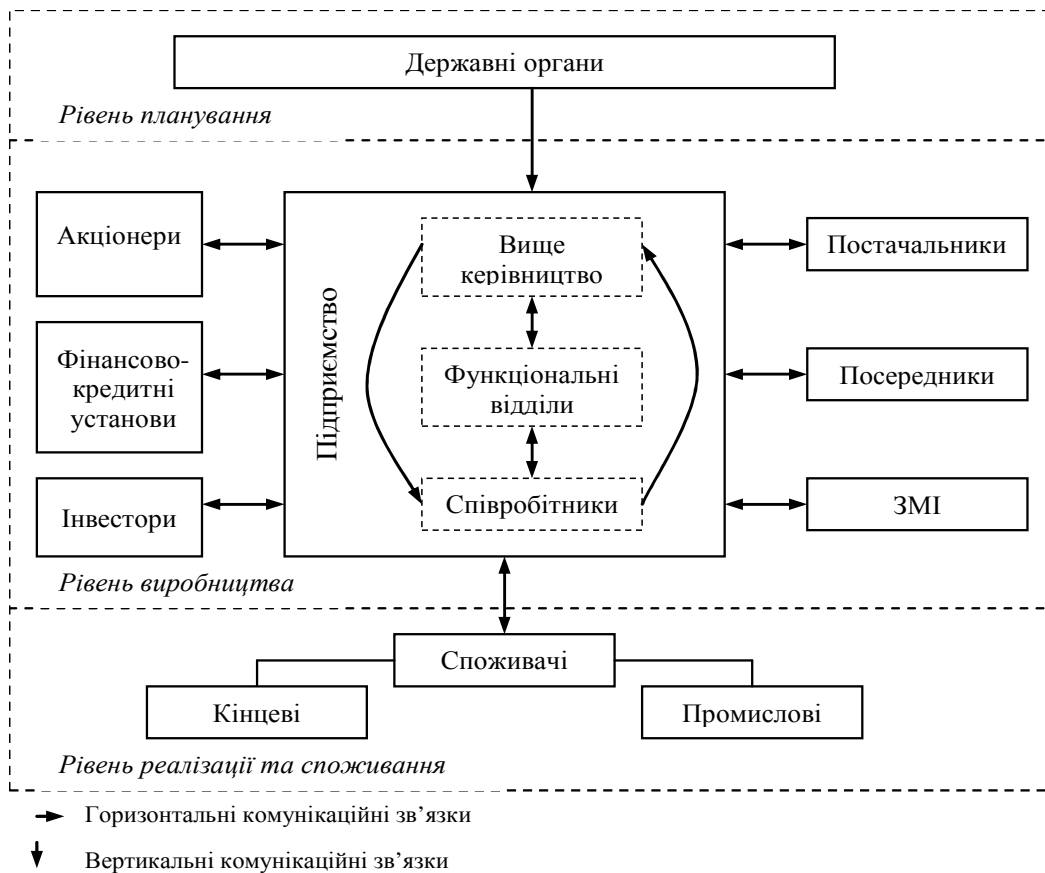 Державні органи
Рівень планування
Акціонери
Фінансово-
кредитні
установи
Інвестори
Підприємство
Вище
керівництво
Функціональні
відділи
Співробітники
Постачальники
Посередники
ЗМІ
Рівень виробництва
Споживачі
Кінцеві
Промислові
Рівень реалізації та споживання
Горизонтальні комунікаційні зв’язки
Вертикальні комунікаційні зв’язки